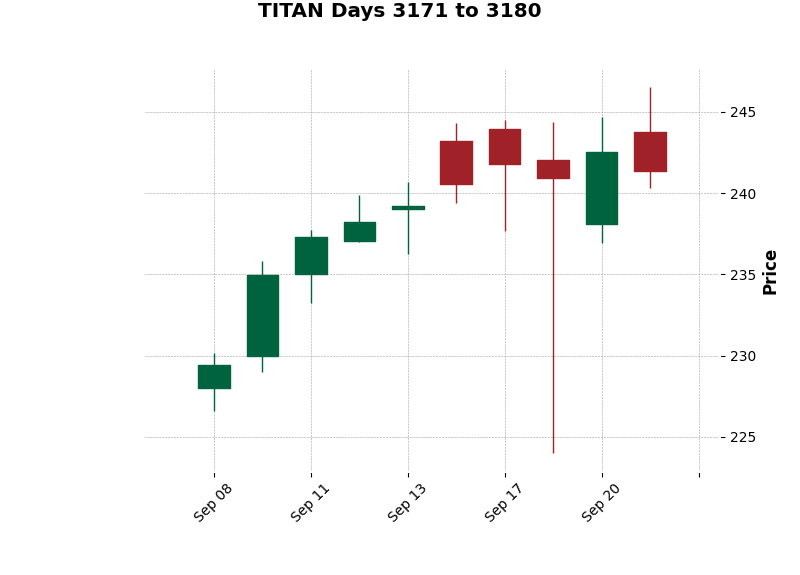 TITAN Days 3171 to 3180
245
240
235
230
225
Price
Sep 08
Sep 11
Sep 13
Sep 17
Sep 20